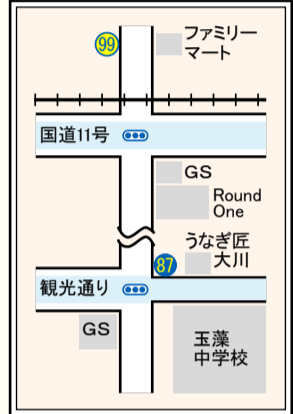 99
ファミリー
マート
国道11号
GS
Round
One
うなぎ匠
大川
87
観光通り
GS
玉藻
中学校